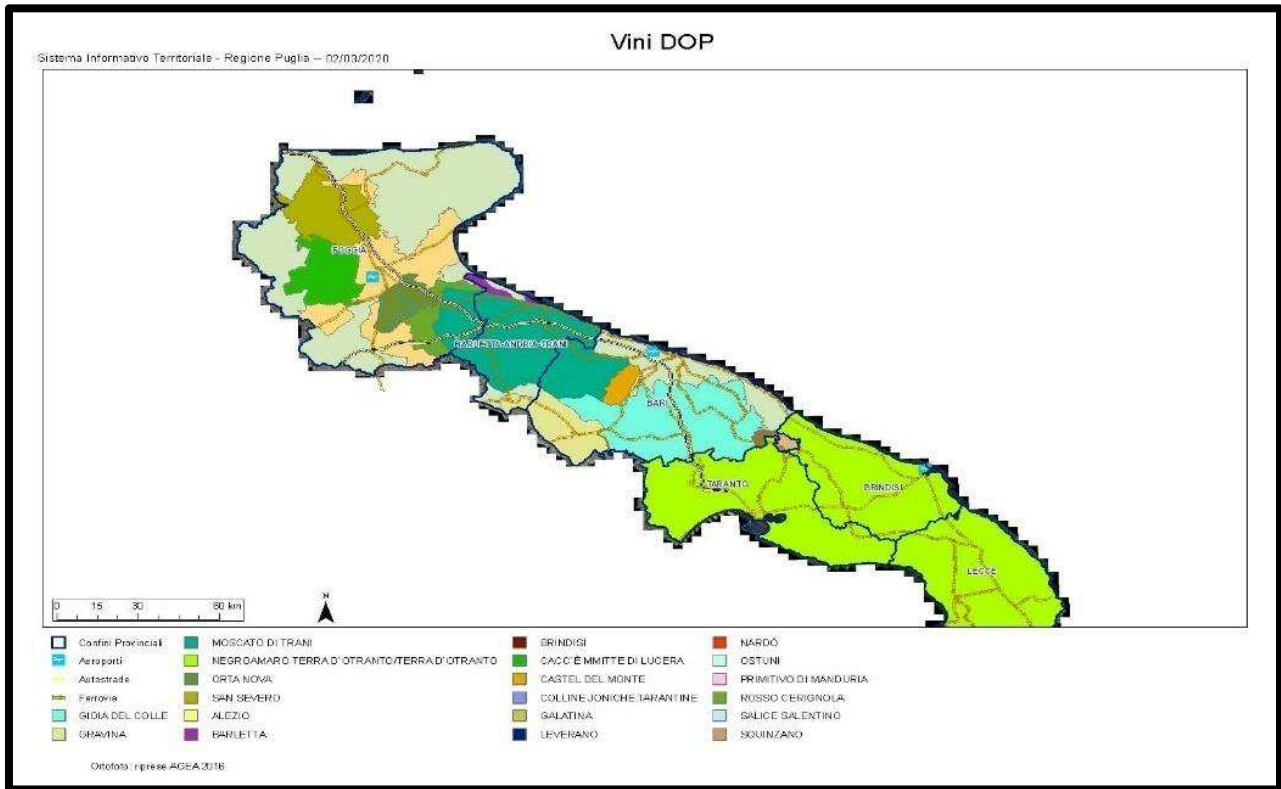 Vini DOP
Sistema Informativo Territoriale - Regione Puglia – 02/03/2020
FOGGIA
BARLETTA-ANDRIA-TRANI
BARI
TARANTO
BRINDISI
LECCE
0 15 30 60 km
N
Confini Provinciali
Aeroporti
Autostrade
Ferrovie
GIOIA DEL COLLE
GRAVINA
MOSCATO DI TRANI
NEGROAMARO TERRA D'OTRANTO/TERRA D'OTRANTO
ORTA NOVA
SAN SEVERO
ALEZIO
BARLETTA
BRINDISI
CACC'È MMITTE DI LUCERA
CASTEL DEL MONTE
COLLINE JONICHE TARANTINE
GALATINA
LEVERANO
NARDÒ
OSTUNI
PRIMITIVO DI MANDURIA
ROSSO CERIGNOLA
SALICE SALENTINO
SQUINZANO
Ortofoto: riprese AGEA 2016